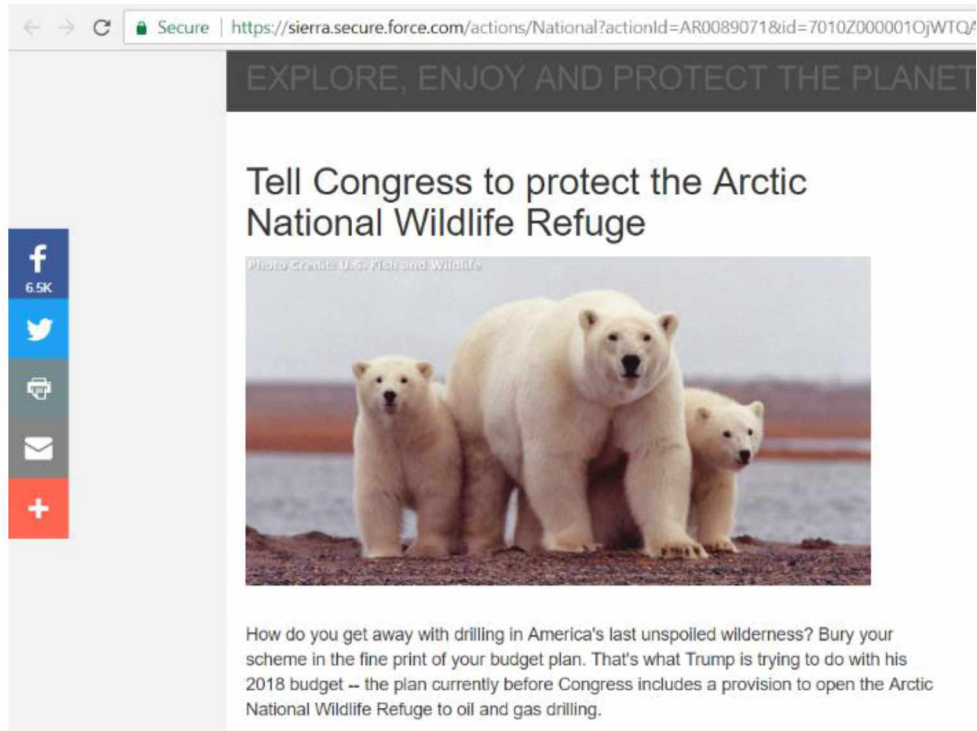 Secure | https://sierra.secure.force.com/actions/National?actionId=AR0089071&id=7010Z000001OjWTQA
EXPLORE, ENJOY AND PROTECT THE PLANET
Tell Congress to protect the Arctic
National Wildlife Refuge
Photo Credit: U.S. Fish and Wildlife
f
6.5K
How do you get away with drilling in America's last unspoiled wilderness? Bury your
scheme in the fine print of your budget plan. That's what Trump is trying to do with his
2018 budget -- the plan currently before Congress includes a provision to open the Arctic
National Wildlife Refuge to oil and gas drilling.